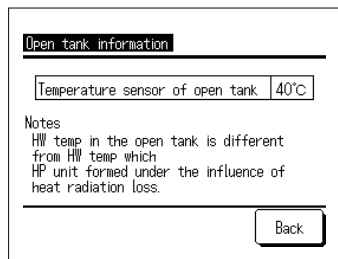 Open tank information
Temperature sensor of open tank 40°C
Notes
HW temp in the open tank is different
from HW temp which
HP unit formed under the influence of
heat radiation loss.
Back